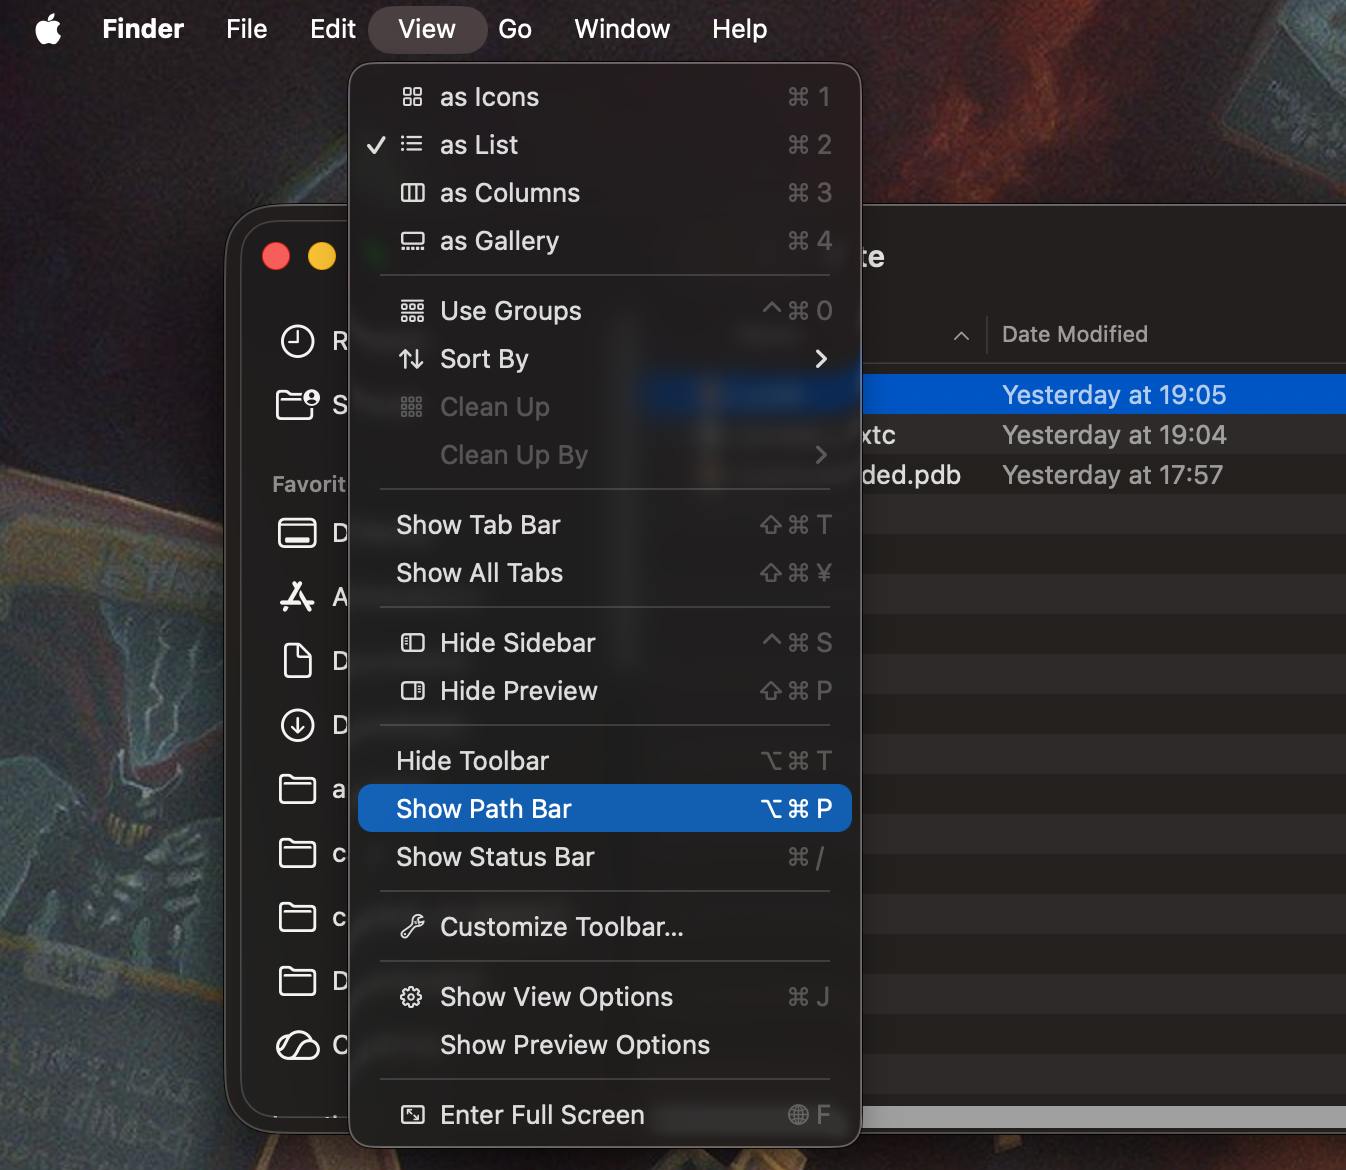 Finder File Edit View Go Window Help
as Icons ⌘ 1
✓ as List ⌘ 2
as Columns ⌘ 3
as Gallery ⌘ 4
Use Groups ^ ⌘ 0
Sort By
Clean Up
Clean Up By
Show Tab Bar ⇧ ⌘ T
Show All Tabs ⇧ ⌘ ¥
Hide Sidebar ^ ⌘ S
Hide Preview ⇧ ⌘ P
Hide Toolbar ⌥ ⌘ T
Show Path Bar ⌥ ⌘ P
Show Status Bar ⌘ /
Customize Toolbar...
Show View Options ⌘ J
Show Preview Options
Enter Full Screen F
R
S
Favorit
D
A
D
D
a
c
c
D
te
Date Modified
Yesterday at 19:05
xtc Yesterday at 19:04
ded.pdb Yesterday at 17:57